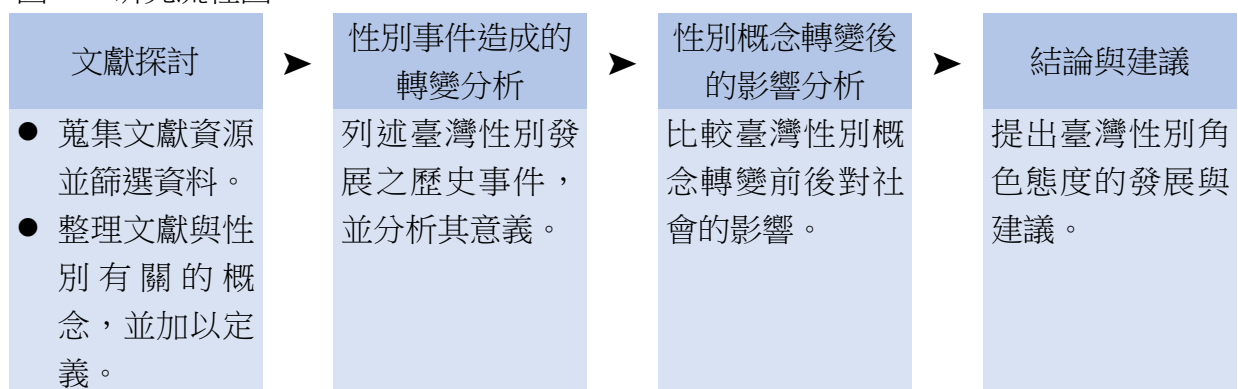 文獻探討
➤
性別事件造成的
轉變分析
➤
性別概念轉變後
的影響分析
➤
結論與建議
● 蒐集文獻資源
並篩選資料。
● 整理文獻與性
別有關的概
念，並加以定
義。
列述臺灣性別發
展之歷史事件，
並分析其意義。
比較臺灣性別概
念轉變前後對社
會的影響。
提出臺灣性別角
色態度的發展與
建議。